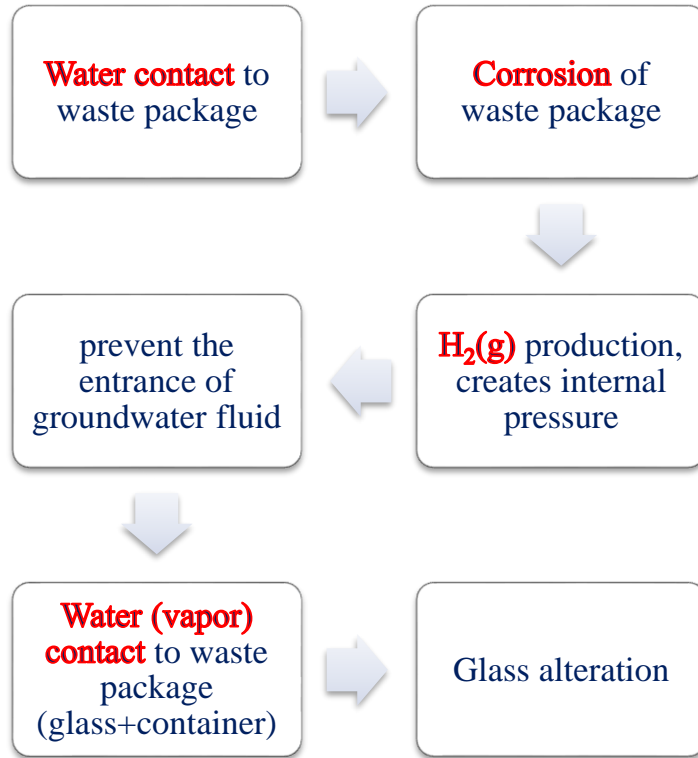 Water contact to
waste package
Corrosion of
waste package
H₂(g) production,
creates internal
pressure
prevent the
entrance of
groundwater fluid
Water (vapor)
contact to waste
package
(glass+container)
Glass alteration